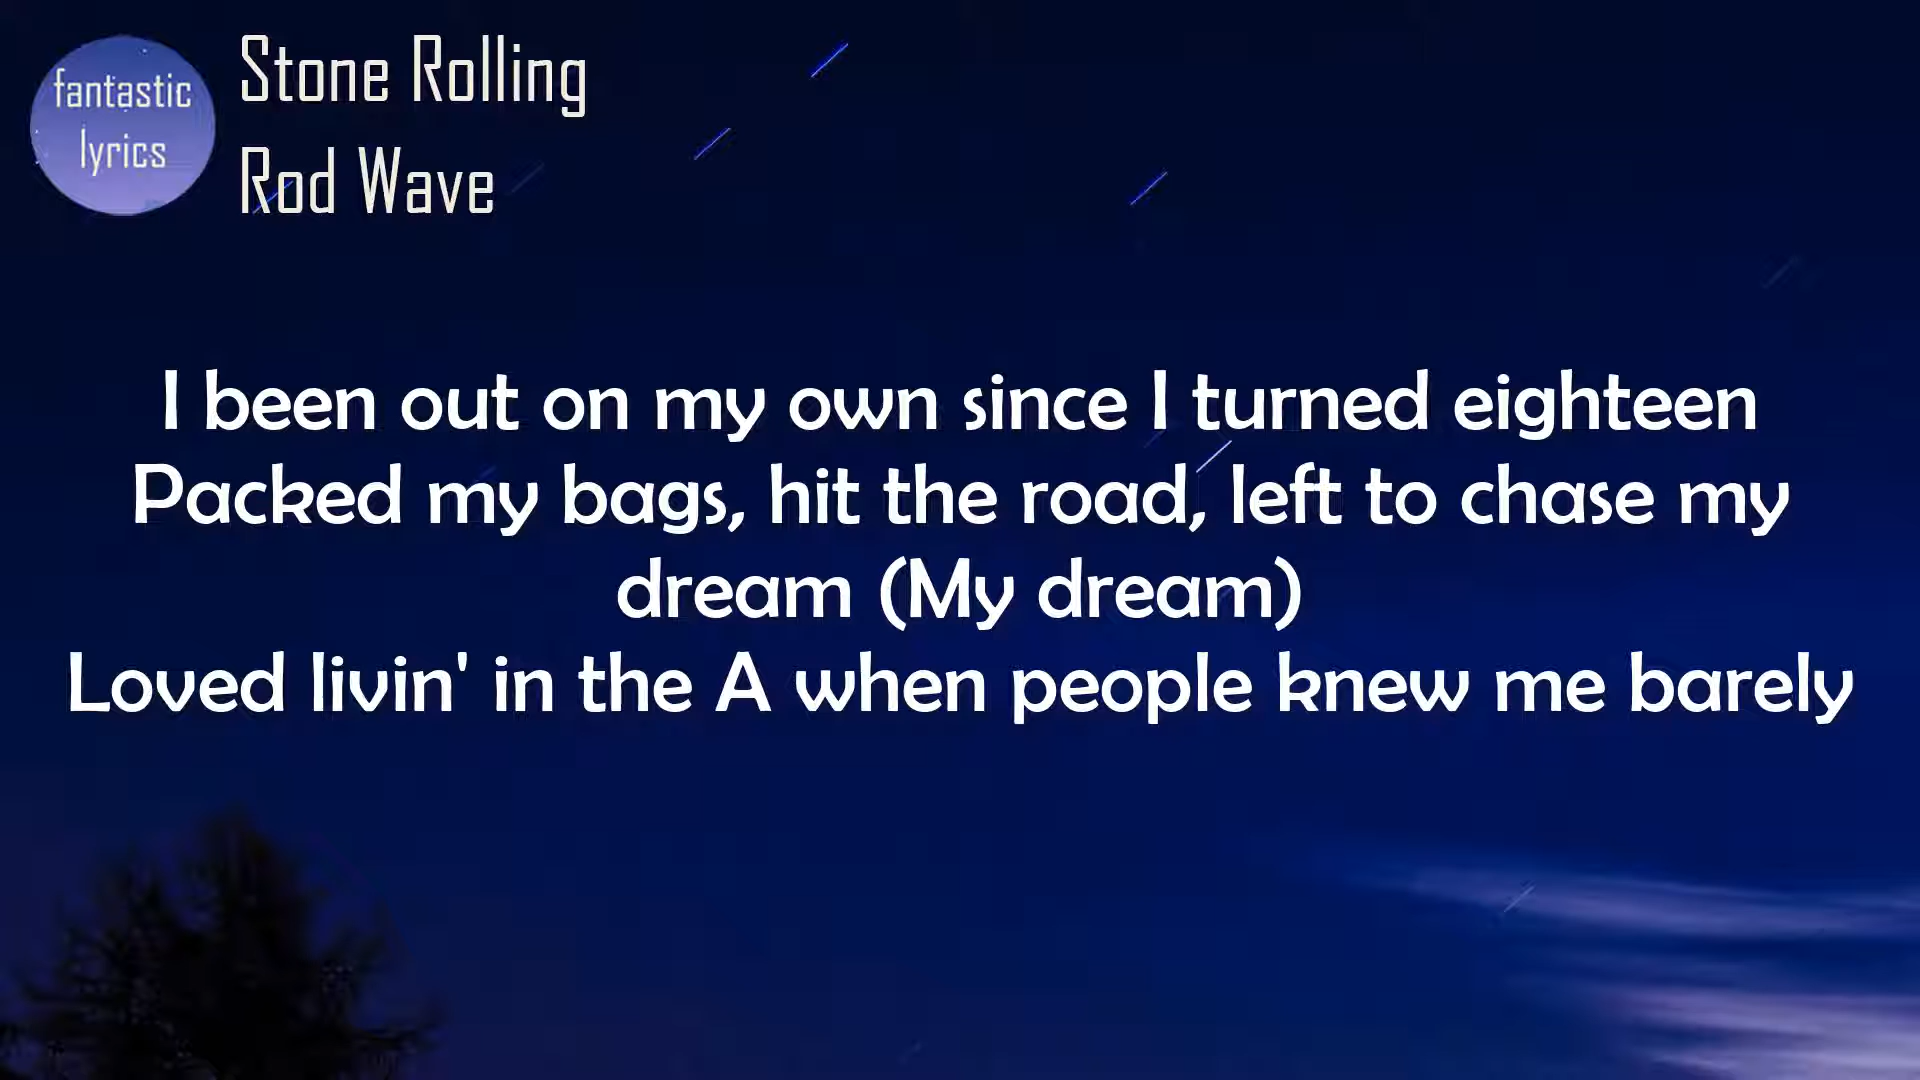 fantastic
lyrics
Stone Rolling
Rod Wave
I been out on my own since I turned eighteen
Packed my bags, hit the road, left to chase my
dream (My dream)
Loved livin' in the A when people knew me barely